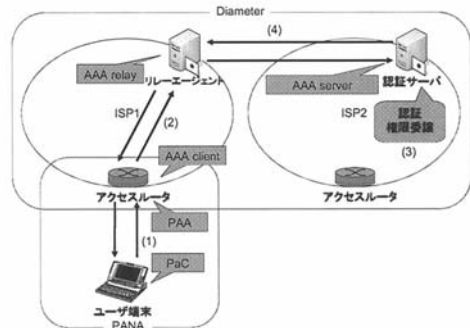 Diameter
(4)
AAA relay
リレーエージェント
AAA server
認証サーバ
ISP1
(2)
ISP2
認証
権限委譲
(3)
AAA client
アクセスルータ
アクセスルータ
PAA
(1)
PaC
ユーザ端末
PANA